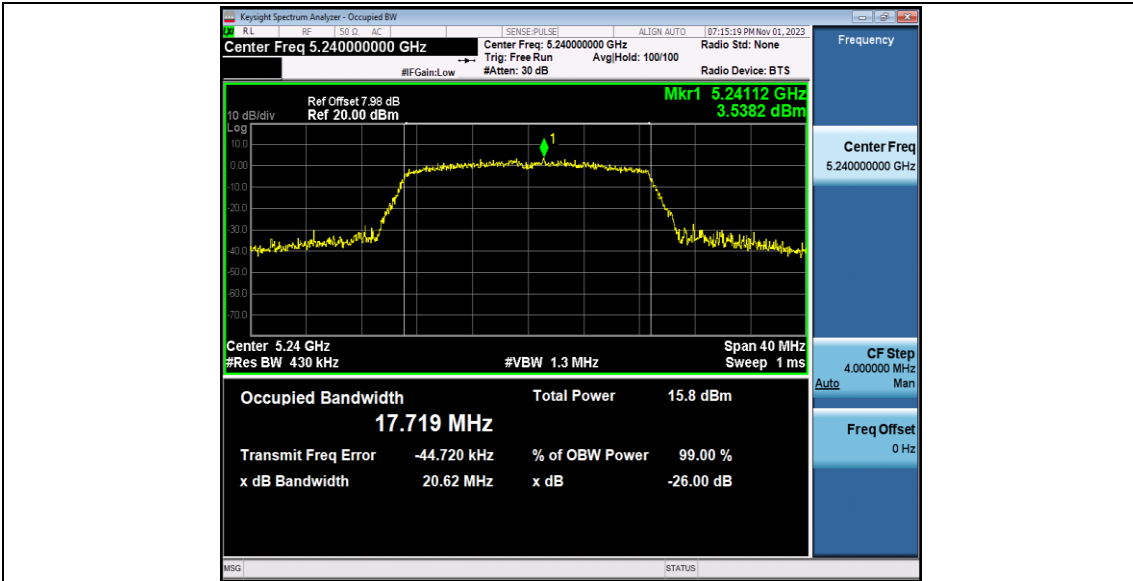 Keysight Spectrum Analyzer - Occupied BW
RL RF 50 Ω AC SENSE:PULSE ALIGN AUTO 07:15:19 PM Nov 01, 2023
Center Freq 5.240000000 GHz
Center Freq: 5.240000000 GHz Radio Std: None
Trig: Free Run Avg|Hold: 100/100
#IFGain:Low #Atten: 30 dB Radio Device: BTS
Frequency
Mkr1 5.24112 GHz
3.5382 dBm
Ref Offset 7.98 dB
10 dB/div Ref 20.00 dBm
Log
10.0
0.00
-10.0
-20.0
-30.0
-40.0
-50.0
-60.0
-70.0
1
Center 5.24 GHz Span 40 MHz
#Res BW 430 kHz #VBW 1.3 MHz Sweep 1 ms
Center Freq
5.240000000 GHz
CF Step
4.000000 MHz
Auto Man
Freq Offset
0 Hz
Occupied Bandwidth Total Power 15.8 dBm
17.719 MHz
Transmit Freq Error -44.720 kHz % of OBW Power 99.00 %
x dB Bandwidth 20.62 MHz x dB -26.00 dB
MSG STATUS